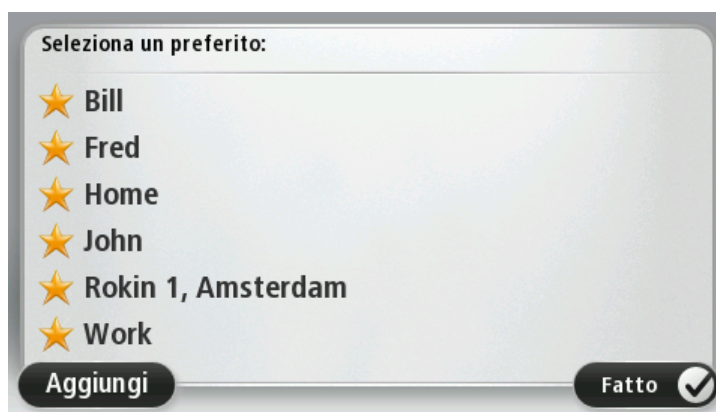 Seleziona un preferito:
Bill
Fred
Home
John
Rokin 1, Amsterdam
Work
Aggiungi
Fatto